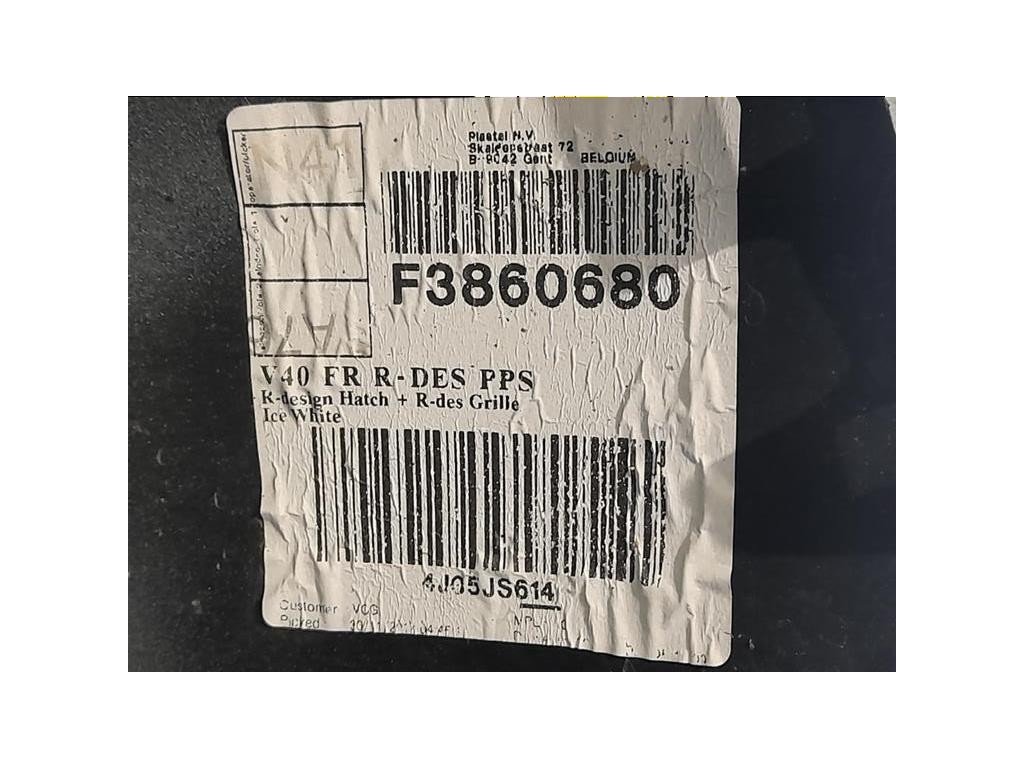 Plastal N.V.
Skaldenstraat 72
B-9042 Gent BELGIUM
N41
F3860680
V40 FR R-DES PPS
R-design Hatch + R-des Grille
Ice White
4J05JS614
Customer VCG
Picked